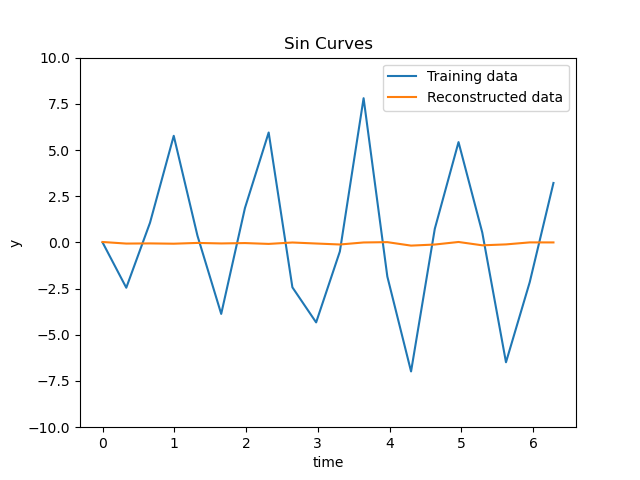 Sin Curves
Training data
Reconstructed data
10.0
7.5
5.0
2.5
0.0
−2.5
−5.0
−7.5
−10.0
y
0 1 2 3 4 5 6
time